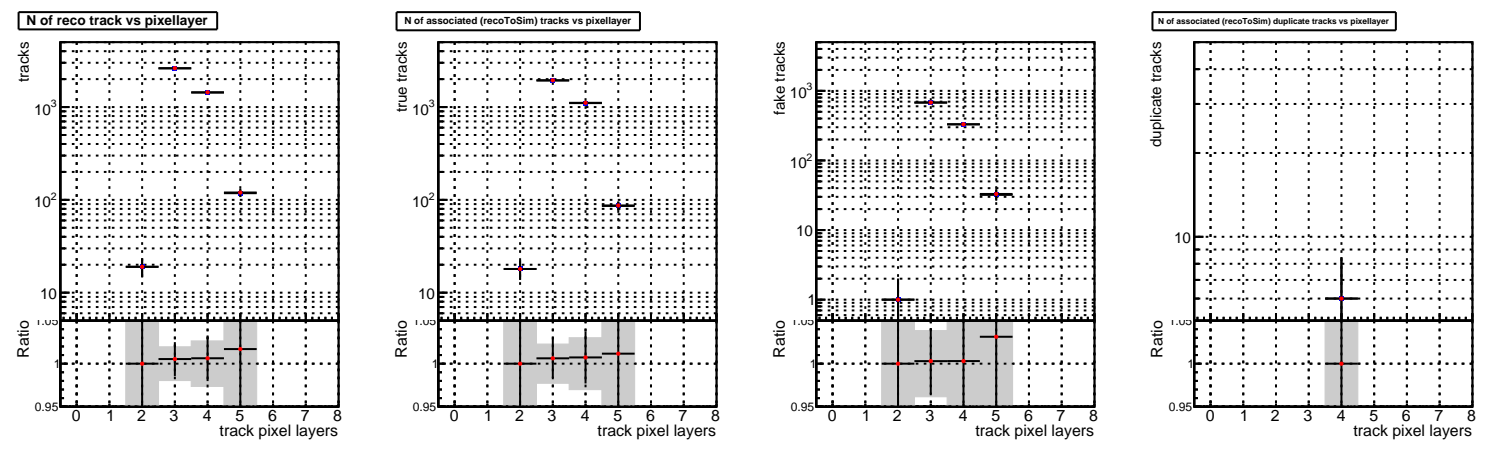 N of reco track vs pixellayer
tracks
10³
10²
10
Ratio
1.05
1
0.95
0 1 2 3 4 5 6 7 8
track pixel layers
N of associated (recoToSim) tracks vs pixellayer
true tracks
10³
10²
10
Ratio
1.05
1
0.95
0 1 2 3 4 5 6 7 8
track pixel layers
fake tracks
10³
10²
10
1
Ratio
1.05
1
0.95
0 1 2 3 4 5 6 7 8
track pixel layers
N of associated (recoToSim) duplicate tracks vs pixellayer
duplicate tracks
10
Ratio
1.05
1
0.95
0 1 2 3 4 5 6 7 8
track pixel layers